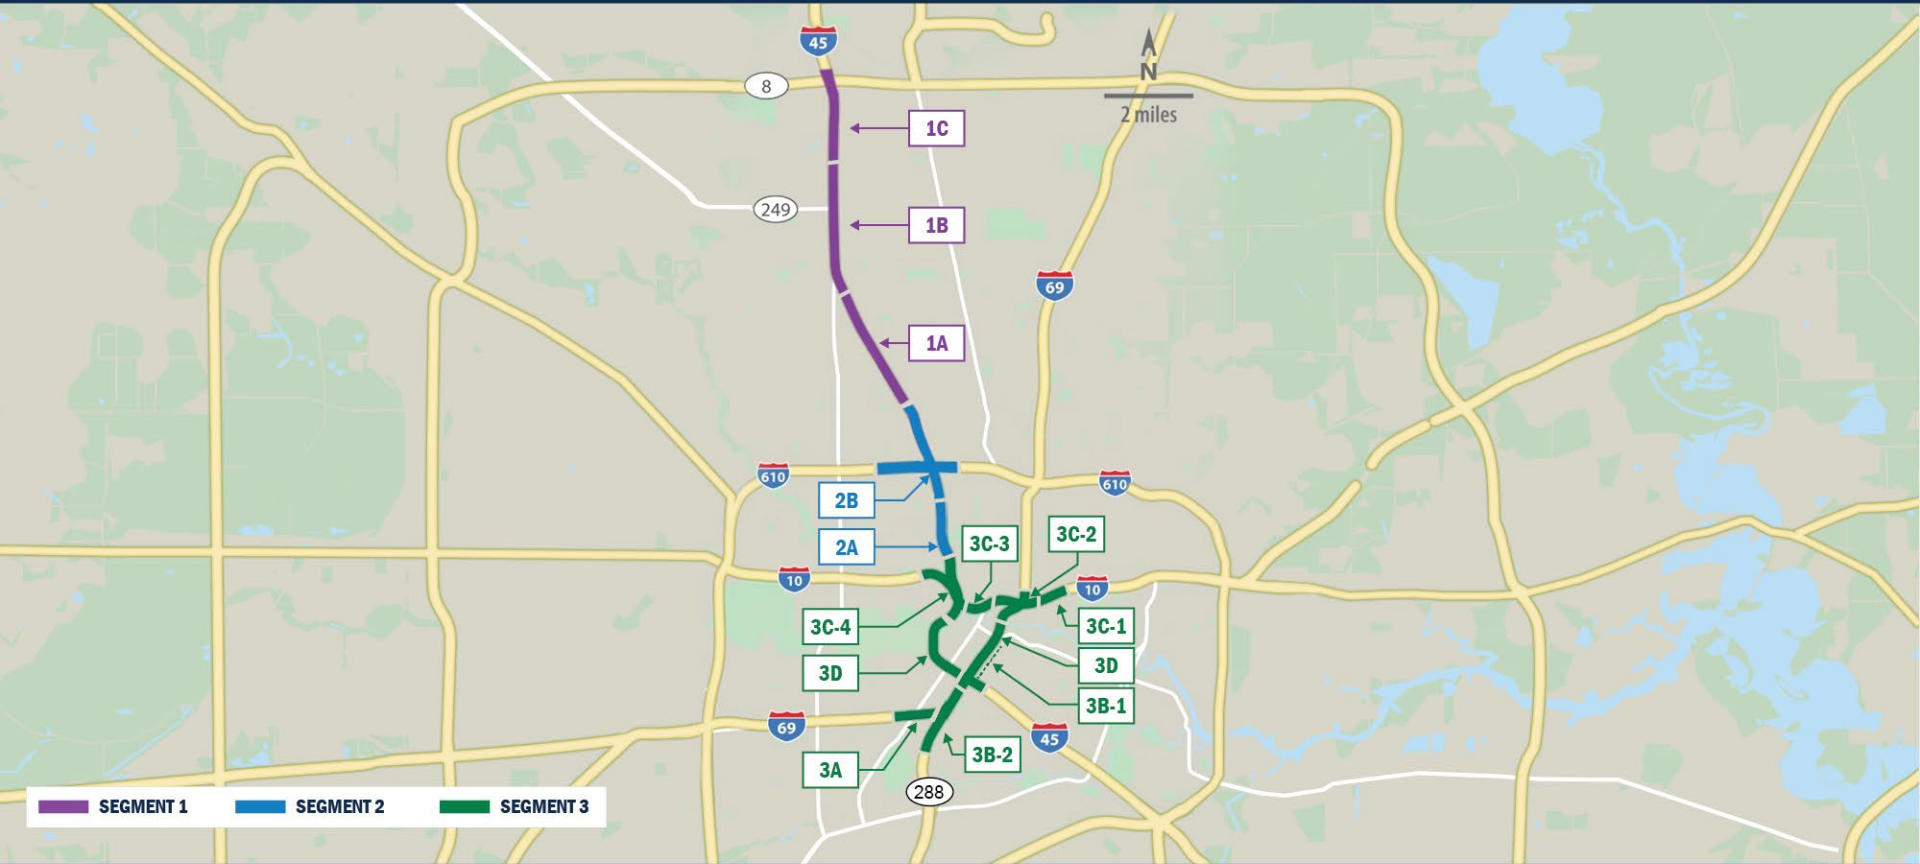 45
8
N
2 miles
1C
249
1B
69
1A
610
610
2B
3C-2
3C-3
2A
10
10
3C-4
3C-1
3D
3D
3B-1
69
45
3B-2
3A
288
SEGMENT 1
SEGMENT 2
SEGMENT 3